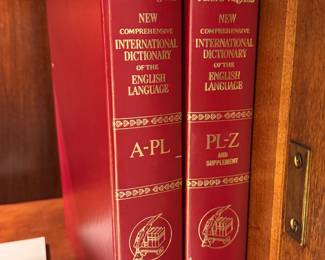 NEW
COMPREHENSIVE
INTERNATIONAL
DICTIONARY
OF THE
ENGLISH
LANGUAGE
A-PL
NEW
COMPREHENSIVE
INTERNATIONAL
DICTIONARY
OF THE
ENGLISH
LANGUAGE
PL-Z
AND
SUPPLEMENT